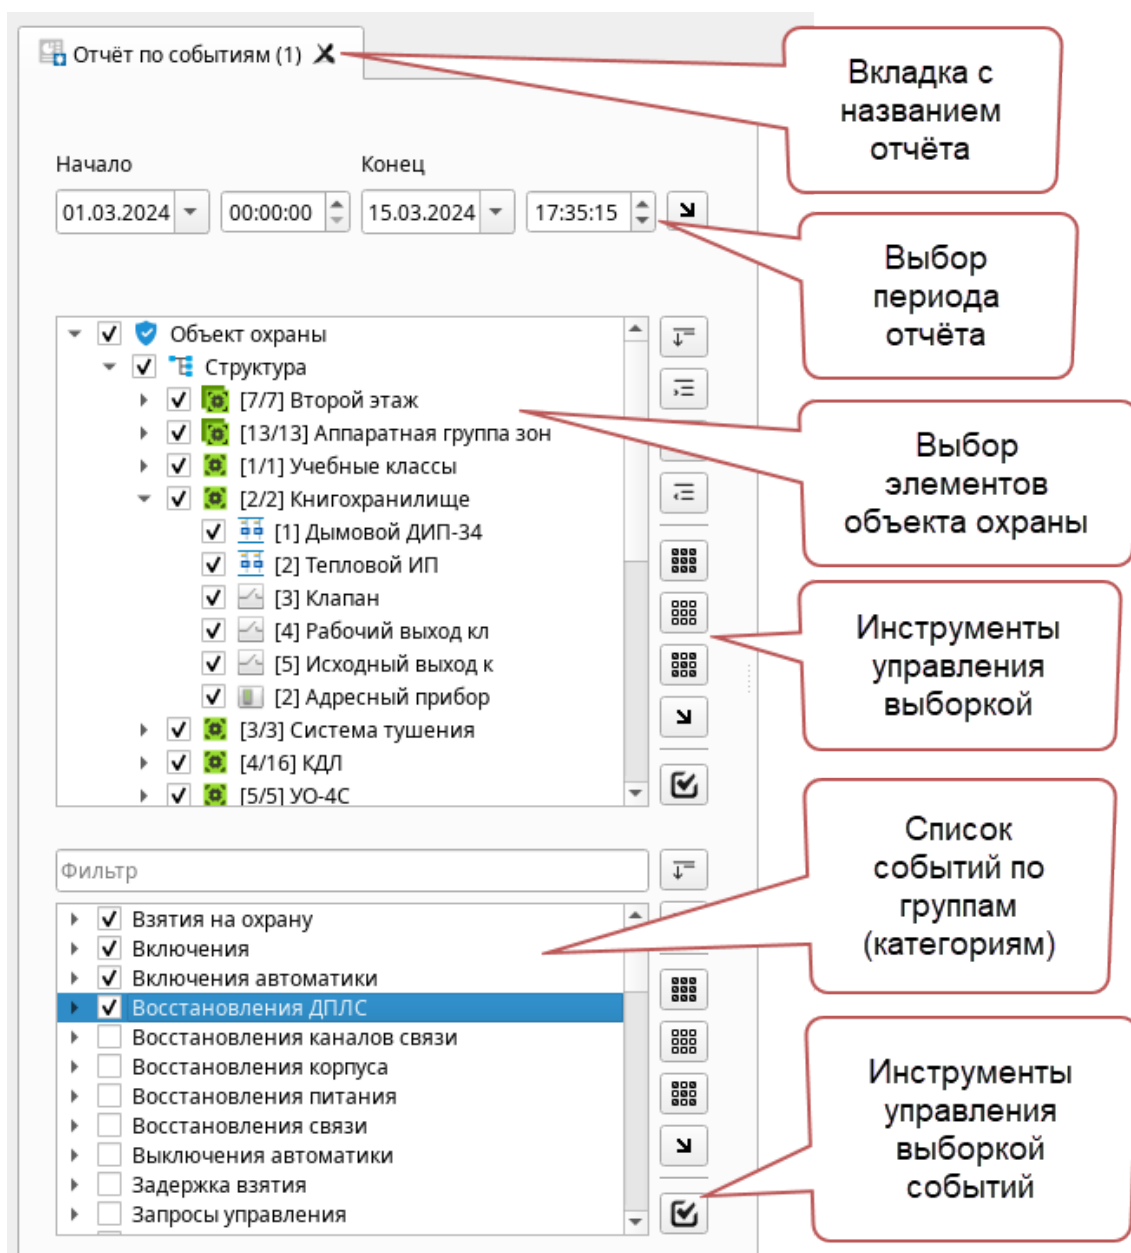 Отчёт по событиям (1)
Вкладка с
названием
отчёта
Начало
Конец
01.03.2024
00:00:00
15.03.2024
17:35:15
Выбор
периода
отчёта
Объект охраны
Структура
[7/7] Второй этаж
[13/13] Аппаратная группа зон
[1/1] Учебные классы
[2/2] Книгохранилище
[1] Дымовой ДИП-34
[2] Тепловой ИП
[3] Клапан
[4] Рабочий выход кл
[5] Исходный выход к
[2] Адресный прибор
[3/3] Система тушения
[4/16] КДЛ
[5/5] УО-4С
Выбор
элементов
объекта охраны
Инструменты
управления
выборкой
Фильтр
Взятия на охрану
Включения
Включения автоматики
Восстановления ДПЛС
Восстановления каналов связи
Восстановления корпуса
Восстановления питания
Восстановления связи
Выключения автоматики
Задержка взятия
Запросы управления
Список
событий по
группам
(категориям)
Инструменты
управления
выборкой
событий